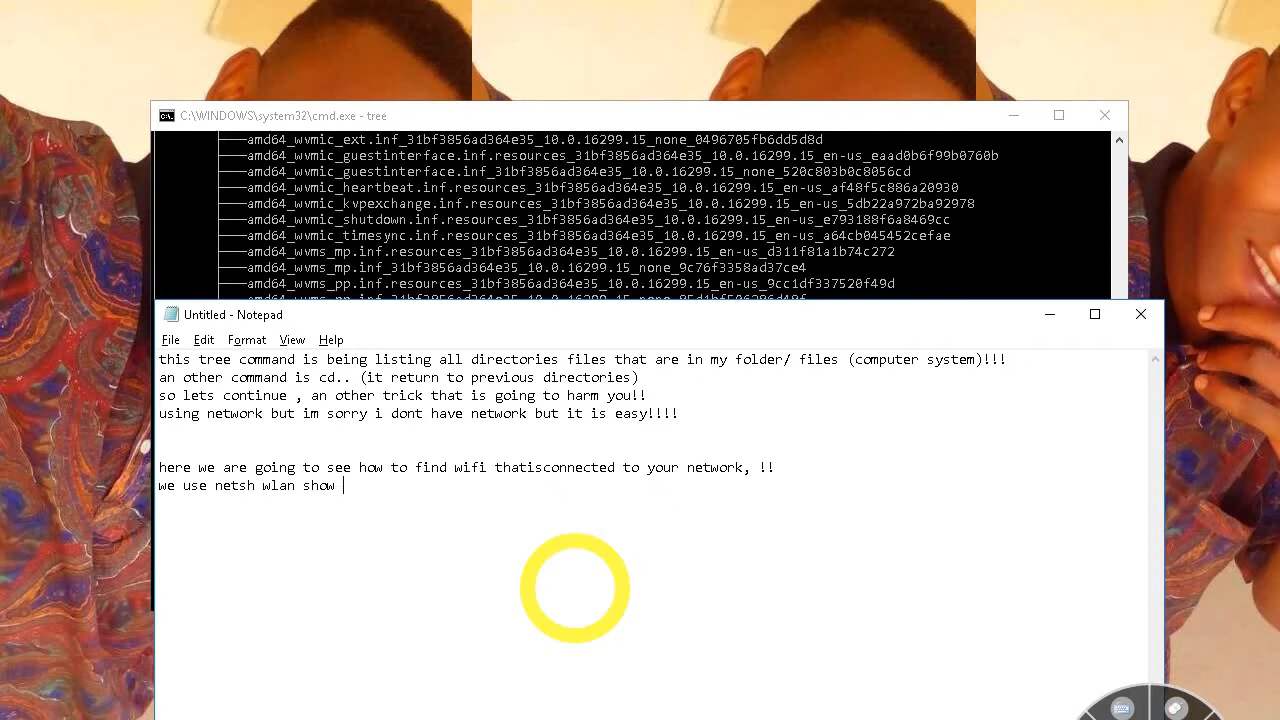 C:\WINDOWS\system32\cmd.exe - tree
├───amd64_wvmic_ext.inf_31bf3856ad364e35_10.0.16299.15_none_0496705fb6dd5d8d
├───amd64_wvmic_guestinterface.inf.resources_31bf3856ad364e35_10.0.16299.15_en-us_eaad0b6f99b0760b
├───amd64_wvmic_guestinterface.inf_31bf3856ad364e35_10.0.16299.15_none_520c803b0c8056cd
├───amd64_wvmic_heartbeat.inf.resources_31bf3856ad364e35_10.0.16299.15_en-us_af48f5c886a20930
├───amd64_wvmic_kvpexchange.inf.resources_31bf3856ad364e35_10.0.16299.15_en-us_5db22a972ba92978
├───amd64_wvmic_shutdown.inf.resources_31bf3856ad364e35_10.0.16299.15_en-us_e793188f6a8469cc
├───amd64_wvmic_timesync.inf.resources_31bf3856ad364e35_10.0.16299.15_en-us_a64cb045452cefae
├───amd64_wvms_mp.inf.resources_31bf3856ad364e35_10.0.16299.15_en-us_d311f81a1b74c272
├───amd64_wvms_mp.inf_31bf3856ad364e35_10.0.16299.15_none_9c76f3358ad37ce4
├───amd64_wvms_pp.inf.resources_31bf3856ad364e35_10.0.16299.15_en-us_9cc1df337520f49d
Untitled - Notepad
File Edit Format View Help
this tree command is being listing all directories files that are in my folder/ files (computer system)!!!
an other command is cd.. (it return to previous directories)
so lets continue , an other trick that is going to harm you!!
using network but im sorry i dont have network but it is easy!!!!
here we are going to see how to find wifi thatisconnected to your network, !!
we use netsh wlan show